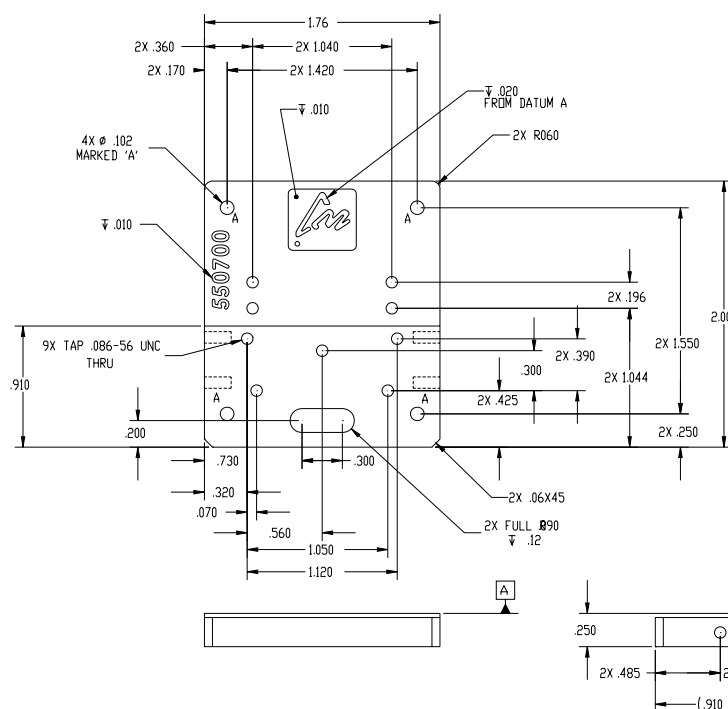 1.76
2X .360
2X 1.040
2X .170
2X 1.420
↧ .020
FROM DATUM A
↧ .010
4X ø .102
MARKED 'A'
2X R060
A
A
↧ .010
550700
2X .196
2.00
9X TAP .086-56 UNC
THRU
2X 1.550
2X .390
.910
.300
2X 1.044
A
A
2X .425
.200
2X .250
.730
.300
.320
2X .06X45
.070
.560
2X FULL R90
↧ .12
1.050
1.120
A
.250
2X .485
2
(.910